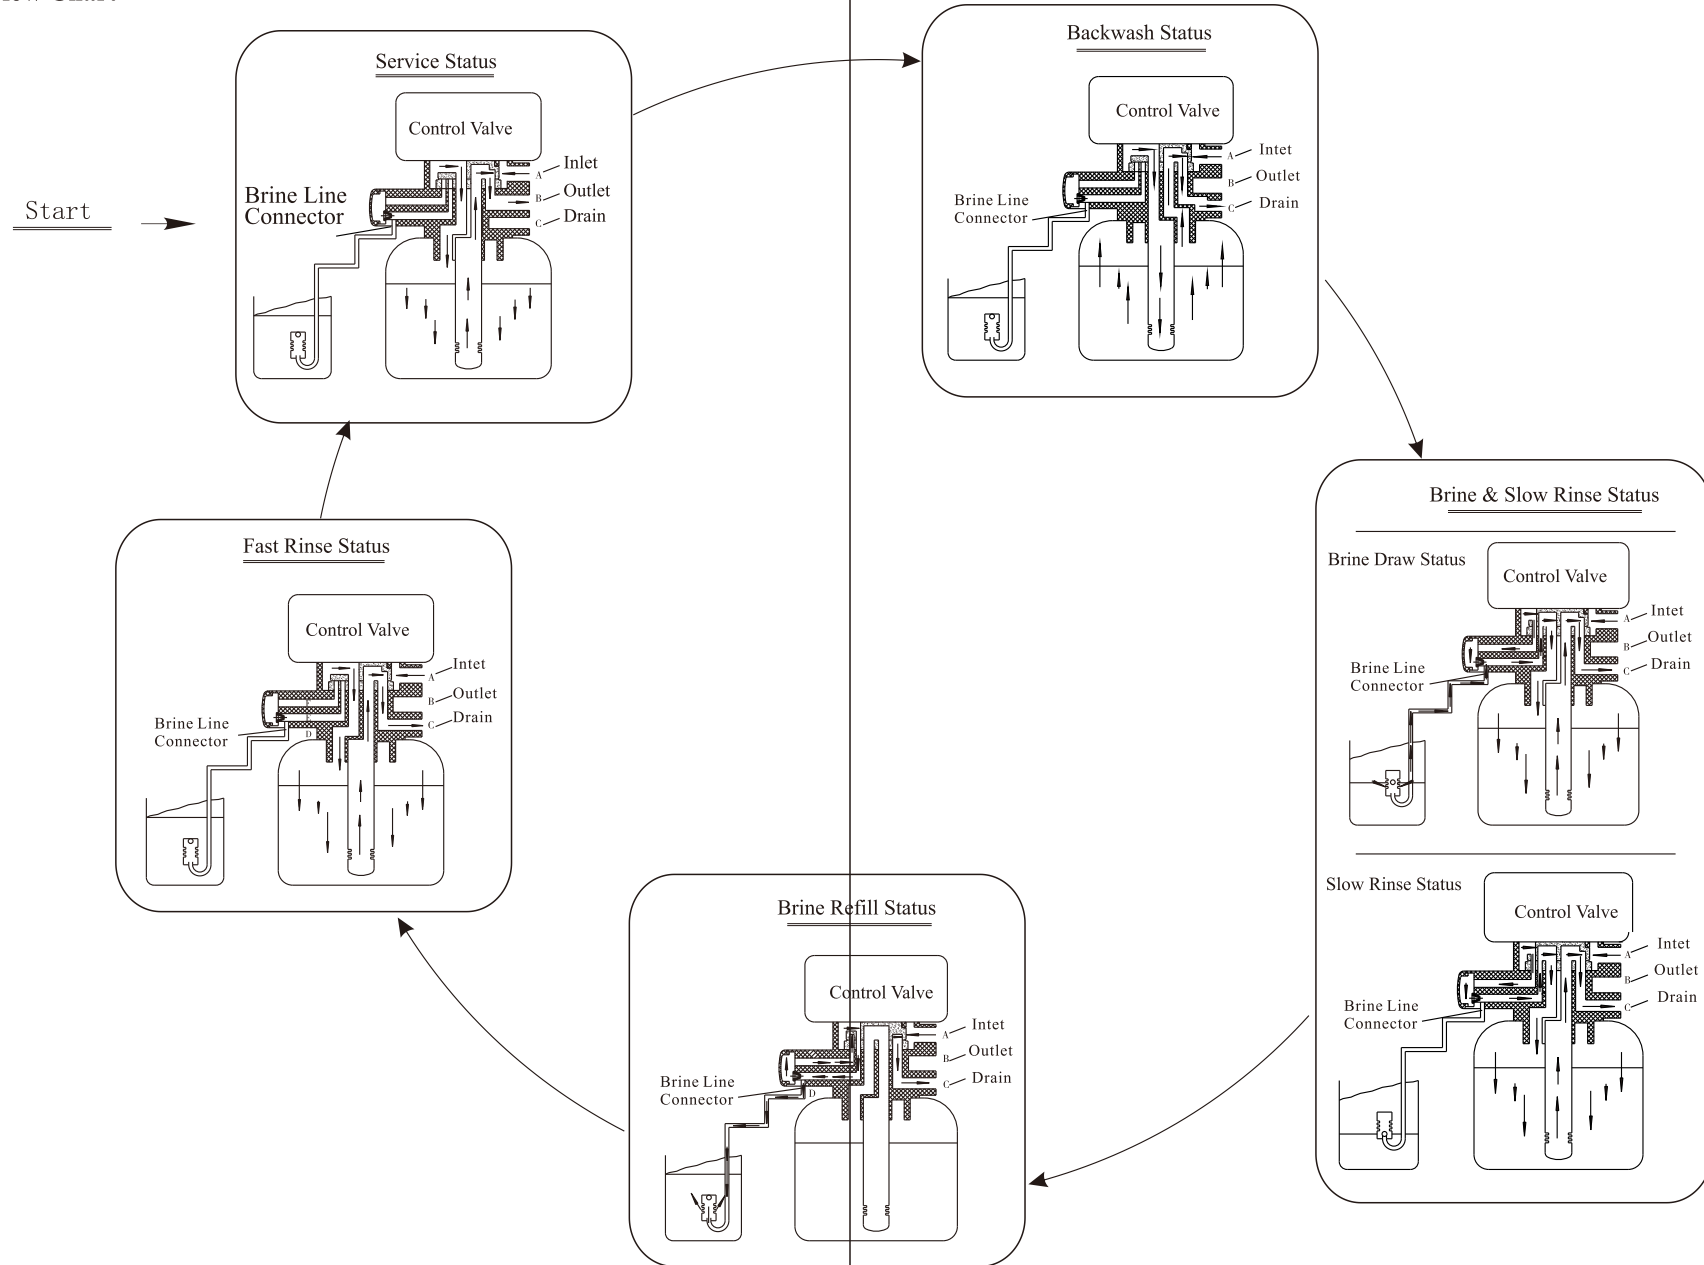 Start
Service Status
Control Valve
Inlet
A
Outlet
B
Drain
C
Brine Line
Connector
Backwash Status
Control Valve
Intet
A
Outlet
B
Drain
C
Brine Line
Connector
Brine & Slow Rinse Status
Brine Draw Status
Control Valve
Intet
A
Outlet
B
Drain
C
Brine Line
Connector
Slow Rinse Status
Control Valve
Intet
A
Outlet
B
Drain
C
Brine Line
Connector
Brine Refill Status
Control Valve
Intet
A
Outlet
B
Drain
C
Brine Line
Connector
D
Fast Rinse Status
Control Valve
Intet
A
Outlet
B
Drain
C
Brine Line
Connector
D